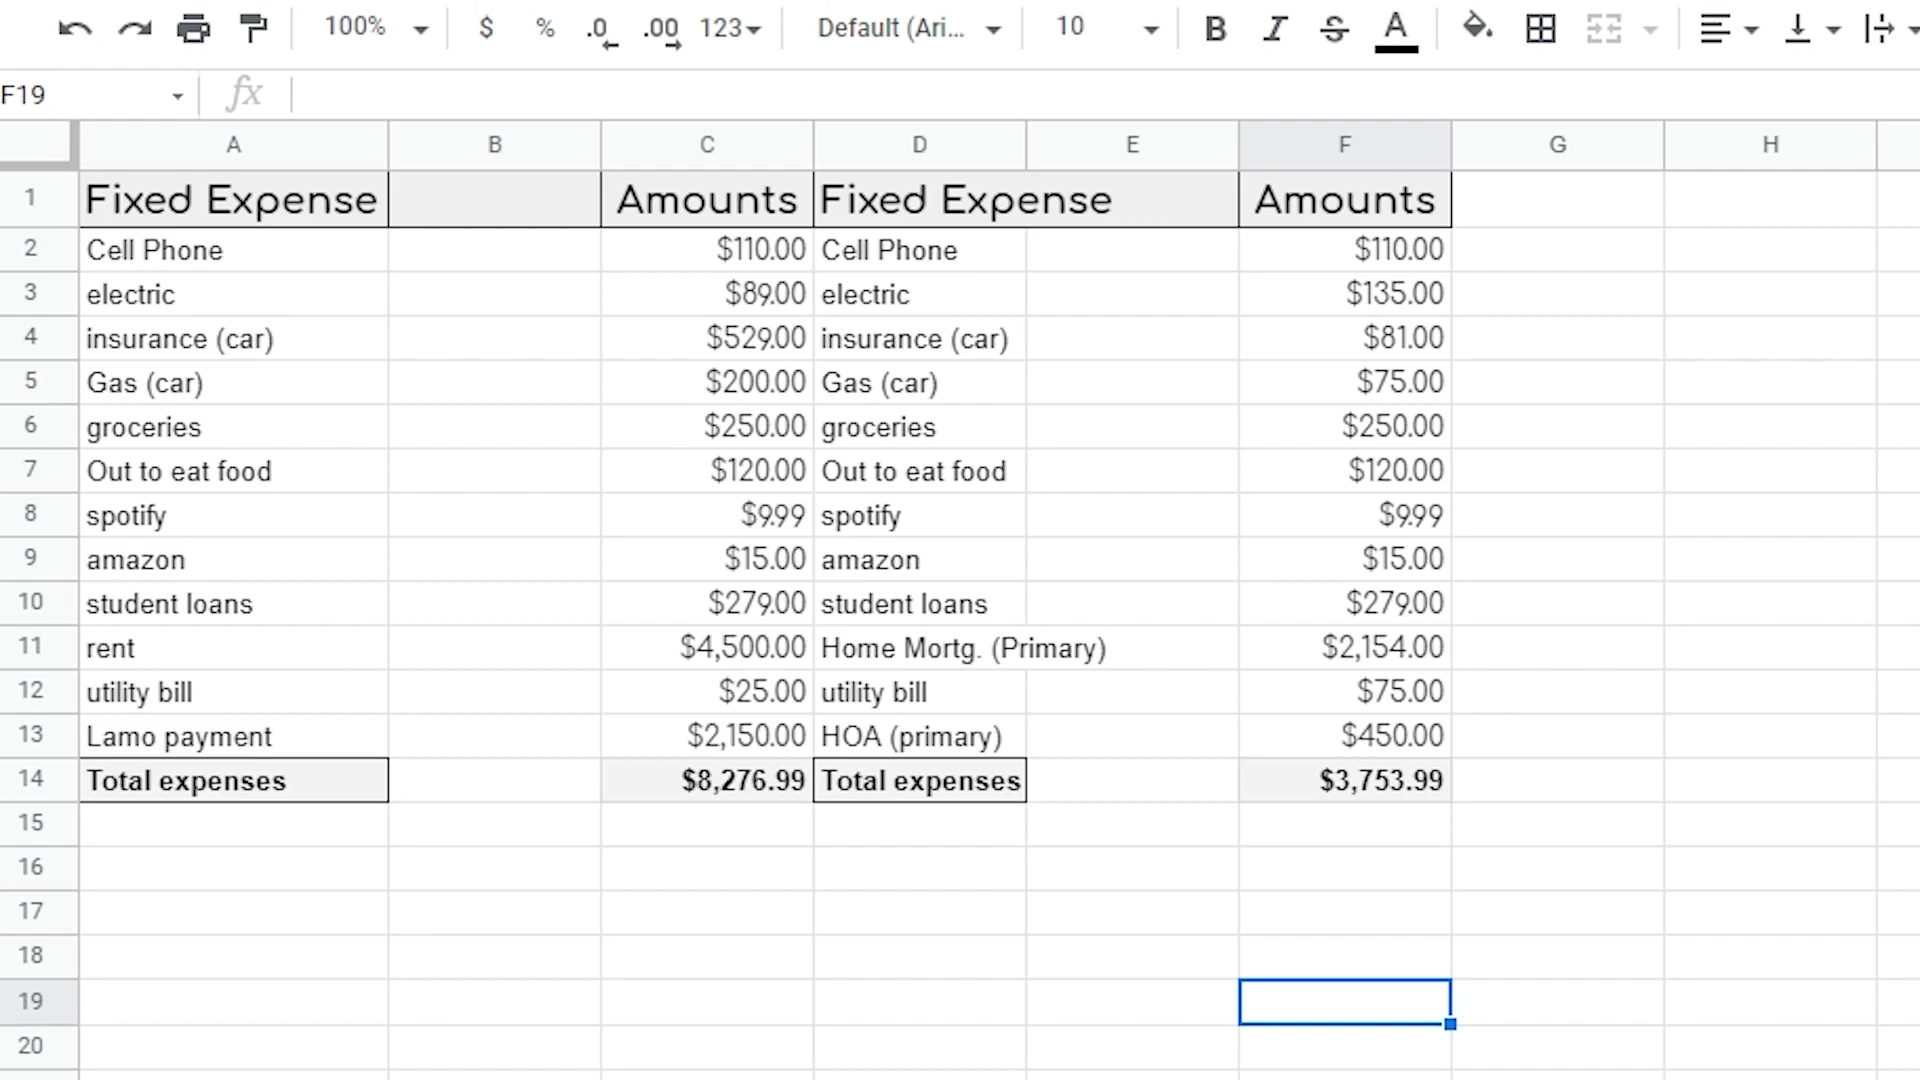 100% $ % .0 .00 123 Default (Ari... 10 B I S A
F19 fx
A B C D E F G H
1 Fixed Expense Amounts Fixed Expense Amounts
2 Cell Phone $110.00 Cell Phone $110.00
3 electric $89.00 electric $135.00
4 insurance (car) $529.00 insurance (car) $81.00
5 Gas (car) $200.00 Gas (car) $75.00
6 groceries $250.00 groceries $250.00
7 Out to eat food $120.00 Out to eat food $120.00
8 spotify $9.99 spotify $9.99
9 amazon $15.00 amazon $15.00
10 student loans $279.00 student loans $279.00
11 rent $4,500.00 Home Mortg. (Primary) $2,154.00
12 utility bill $25.00 utility bill $75.00
13 Lamo payment $2,150.00 HOA (primary) $450.00
14 Total expenses $8,276.99 Total expenses $3,753.99
15
16
17
18
19
20